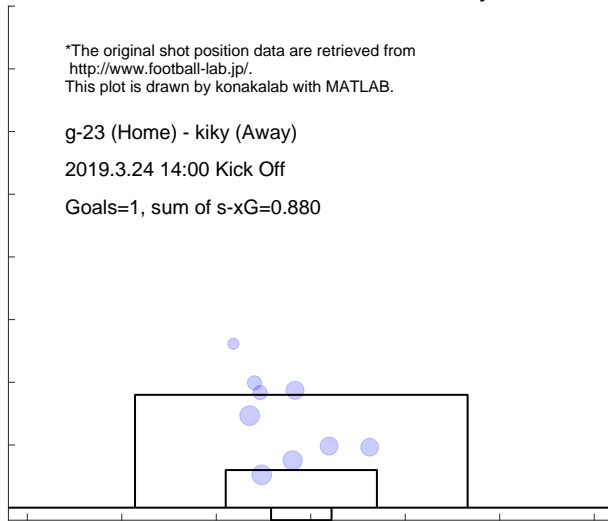 *The original shot position data are retrieved from
http://www.football-lab.jp/.
This plot is drawn by konakalab with MATLAB.
g-23 (Home) - kiky (Away)
2019.3.24 14:00 Kick Off
Goals=1, sum of s-xG=0.880